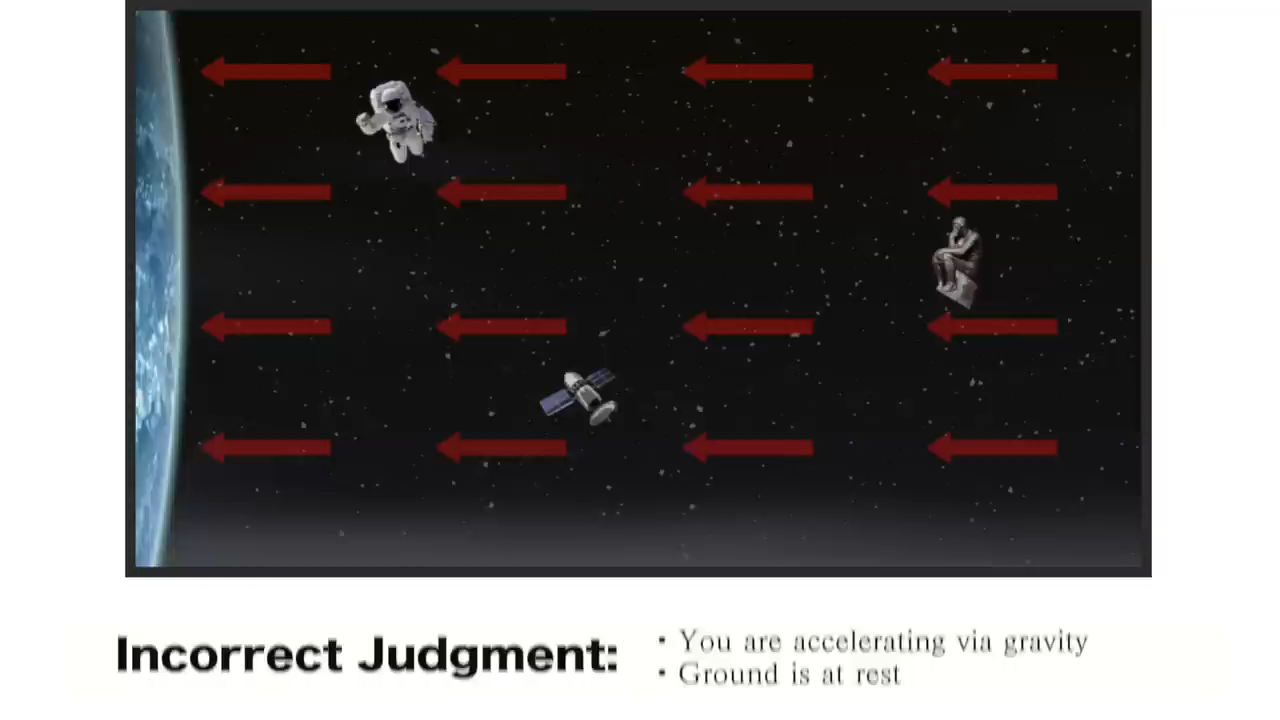 Incorrect Judgment:
• You are accelerating via gravity
• Ground is at rest